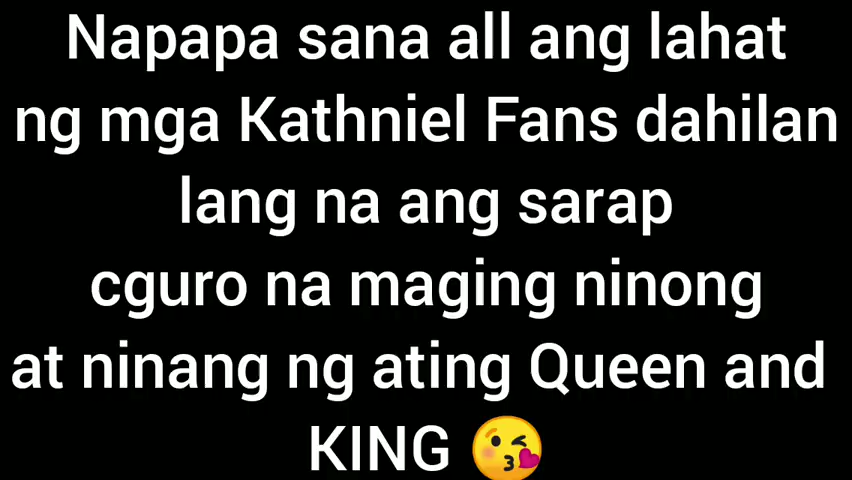 Napapa sana all ang lahat
ng mga Kathniel Fans dahilan
lang na ang sarap
cguro na maging ninong
at ninang ng ating Queen and
KING 😘